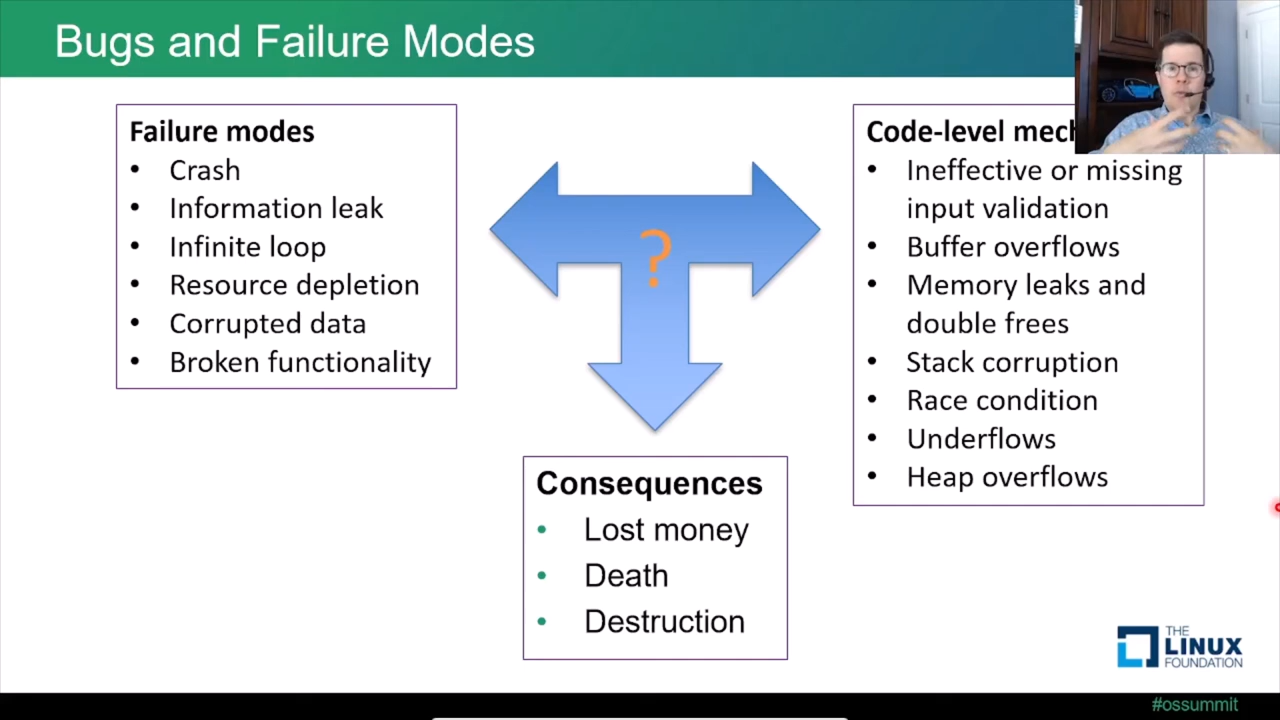 Bugs and Failure Modes
Failure modes
• Crash
• Information leak
• Infinite loop
• Resource depletion
• Corrupted data
• Broken functionality
?
Code-level
• Ineffective or missing
input validation
• Buffer overflows
• Memory leaks and
double frees
• Stack corruption
• Race condition
• Underflows
• Heap overflows
Consequences
• Lost money
• Death
• Destruction
THE
LINUX
FOUNDATION
#ossummit